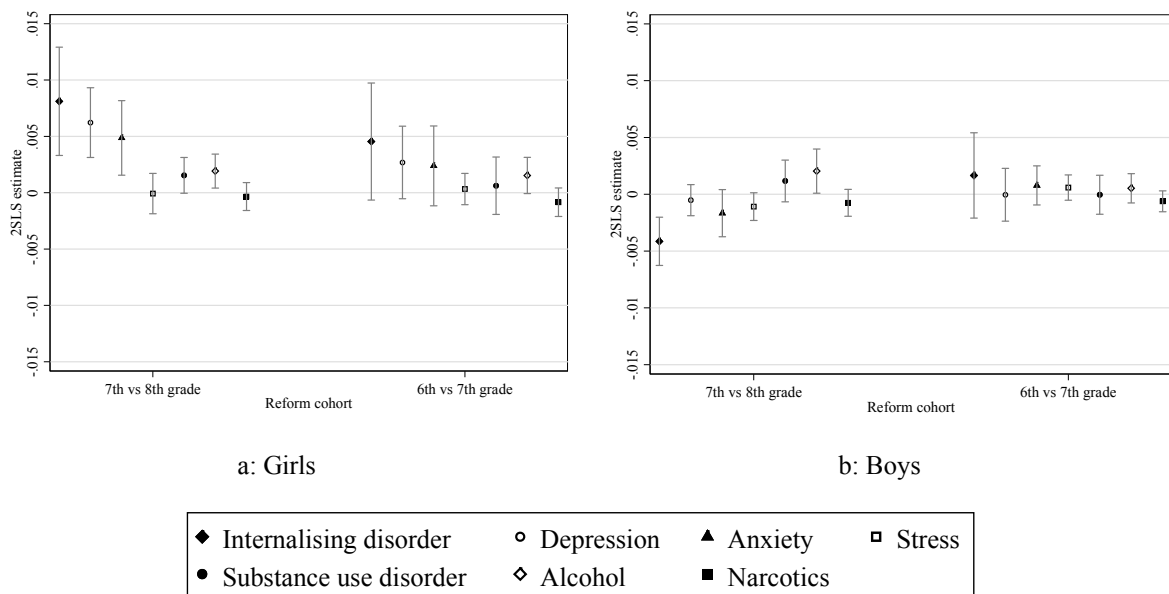 .015
.01
.005
0
-.005
-.01
-.015
2SLS estimate
7th vs 8th grade
6th vs 7th grade
Reform cohort
a: Girls
.015
.01
.005
0
-.005
-.01
-.015
2SLS estimate
7th vs 8th grade
6th vs 7th grade
Reform cohort
b: Boys
Internalising disorder Depression Anxiety Stress
Substance use disorder Alcohol Narcotics